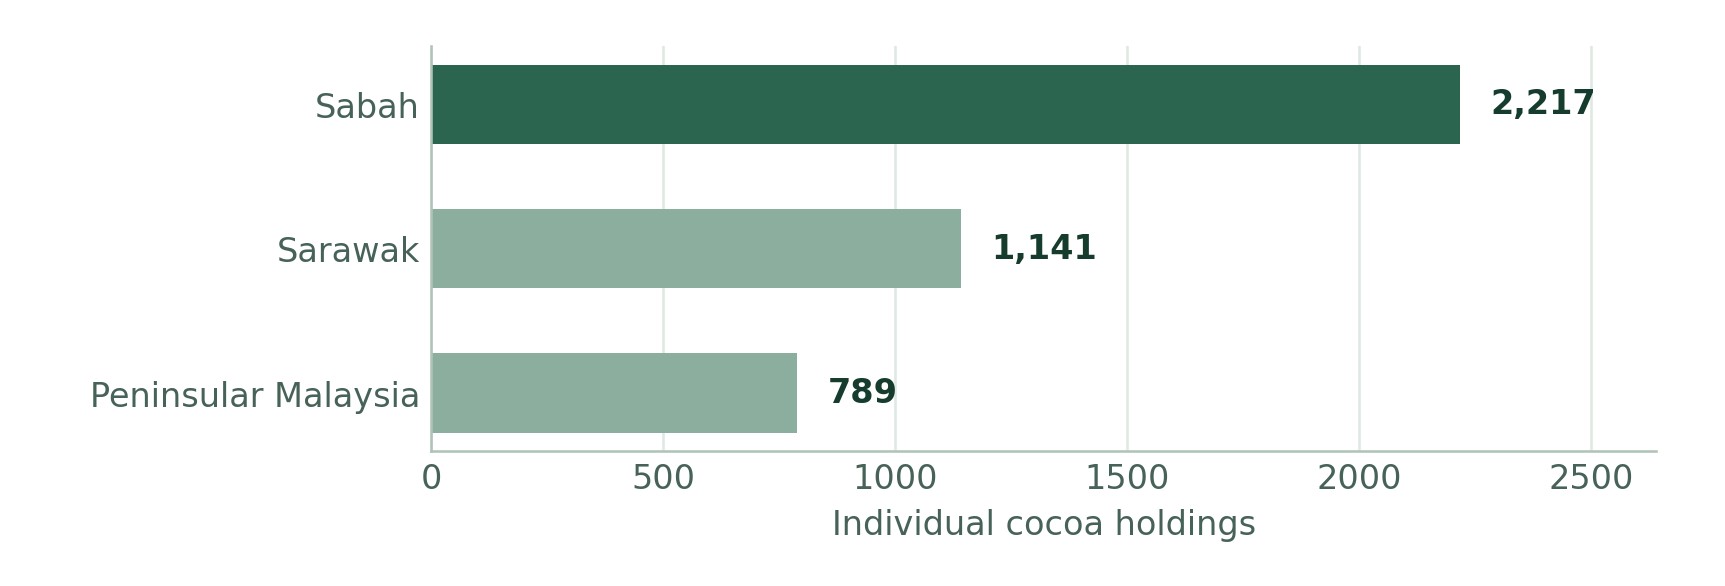 Sabah
2,217
Sarawak
1,141
Peninsular Malaysia
789
0 500 1000 1500 2000 2500
Individual cocoa holdings